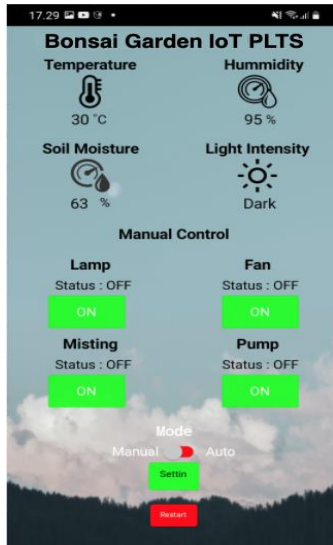 17.29
Bonsai Garden IoT PLTS
Temperature Hummidity
30 °C 95 %
Soil Moisture Light Intensity
63 % Dark
Manual Control
Lamp Fan
Status : OFF Status : OFF
ON ON
Misting Pump
Status : OFF Status : OFF
ON ON
Mode
Manual Auto
Settin
Restart